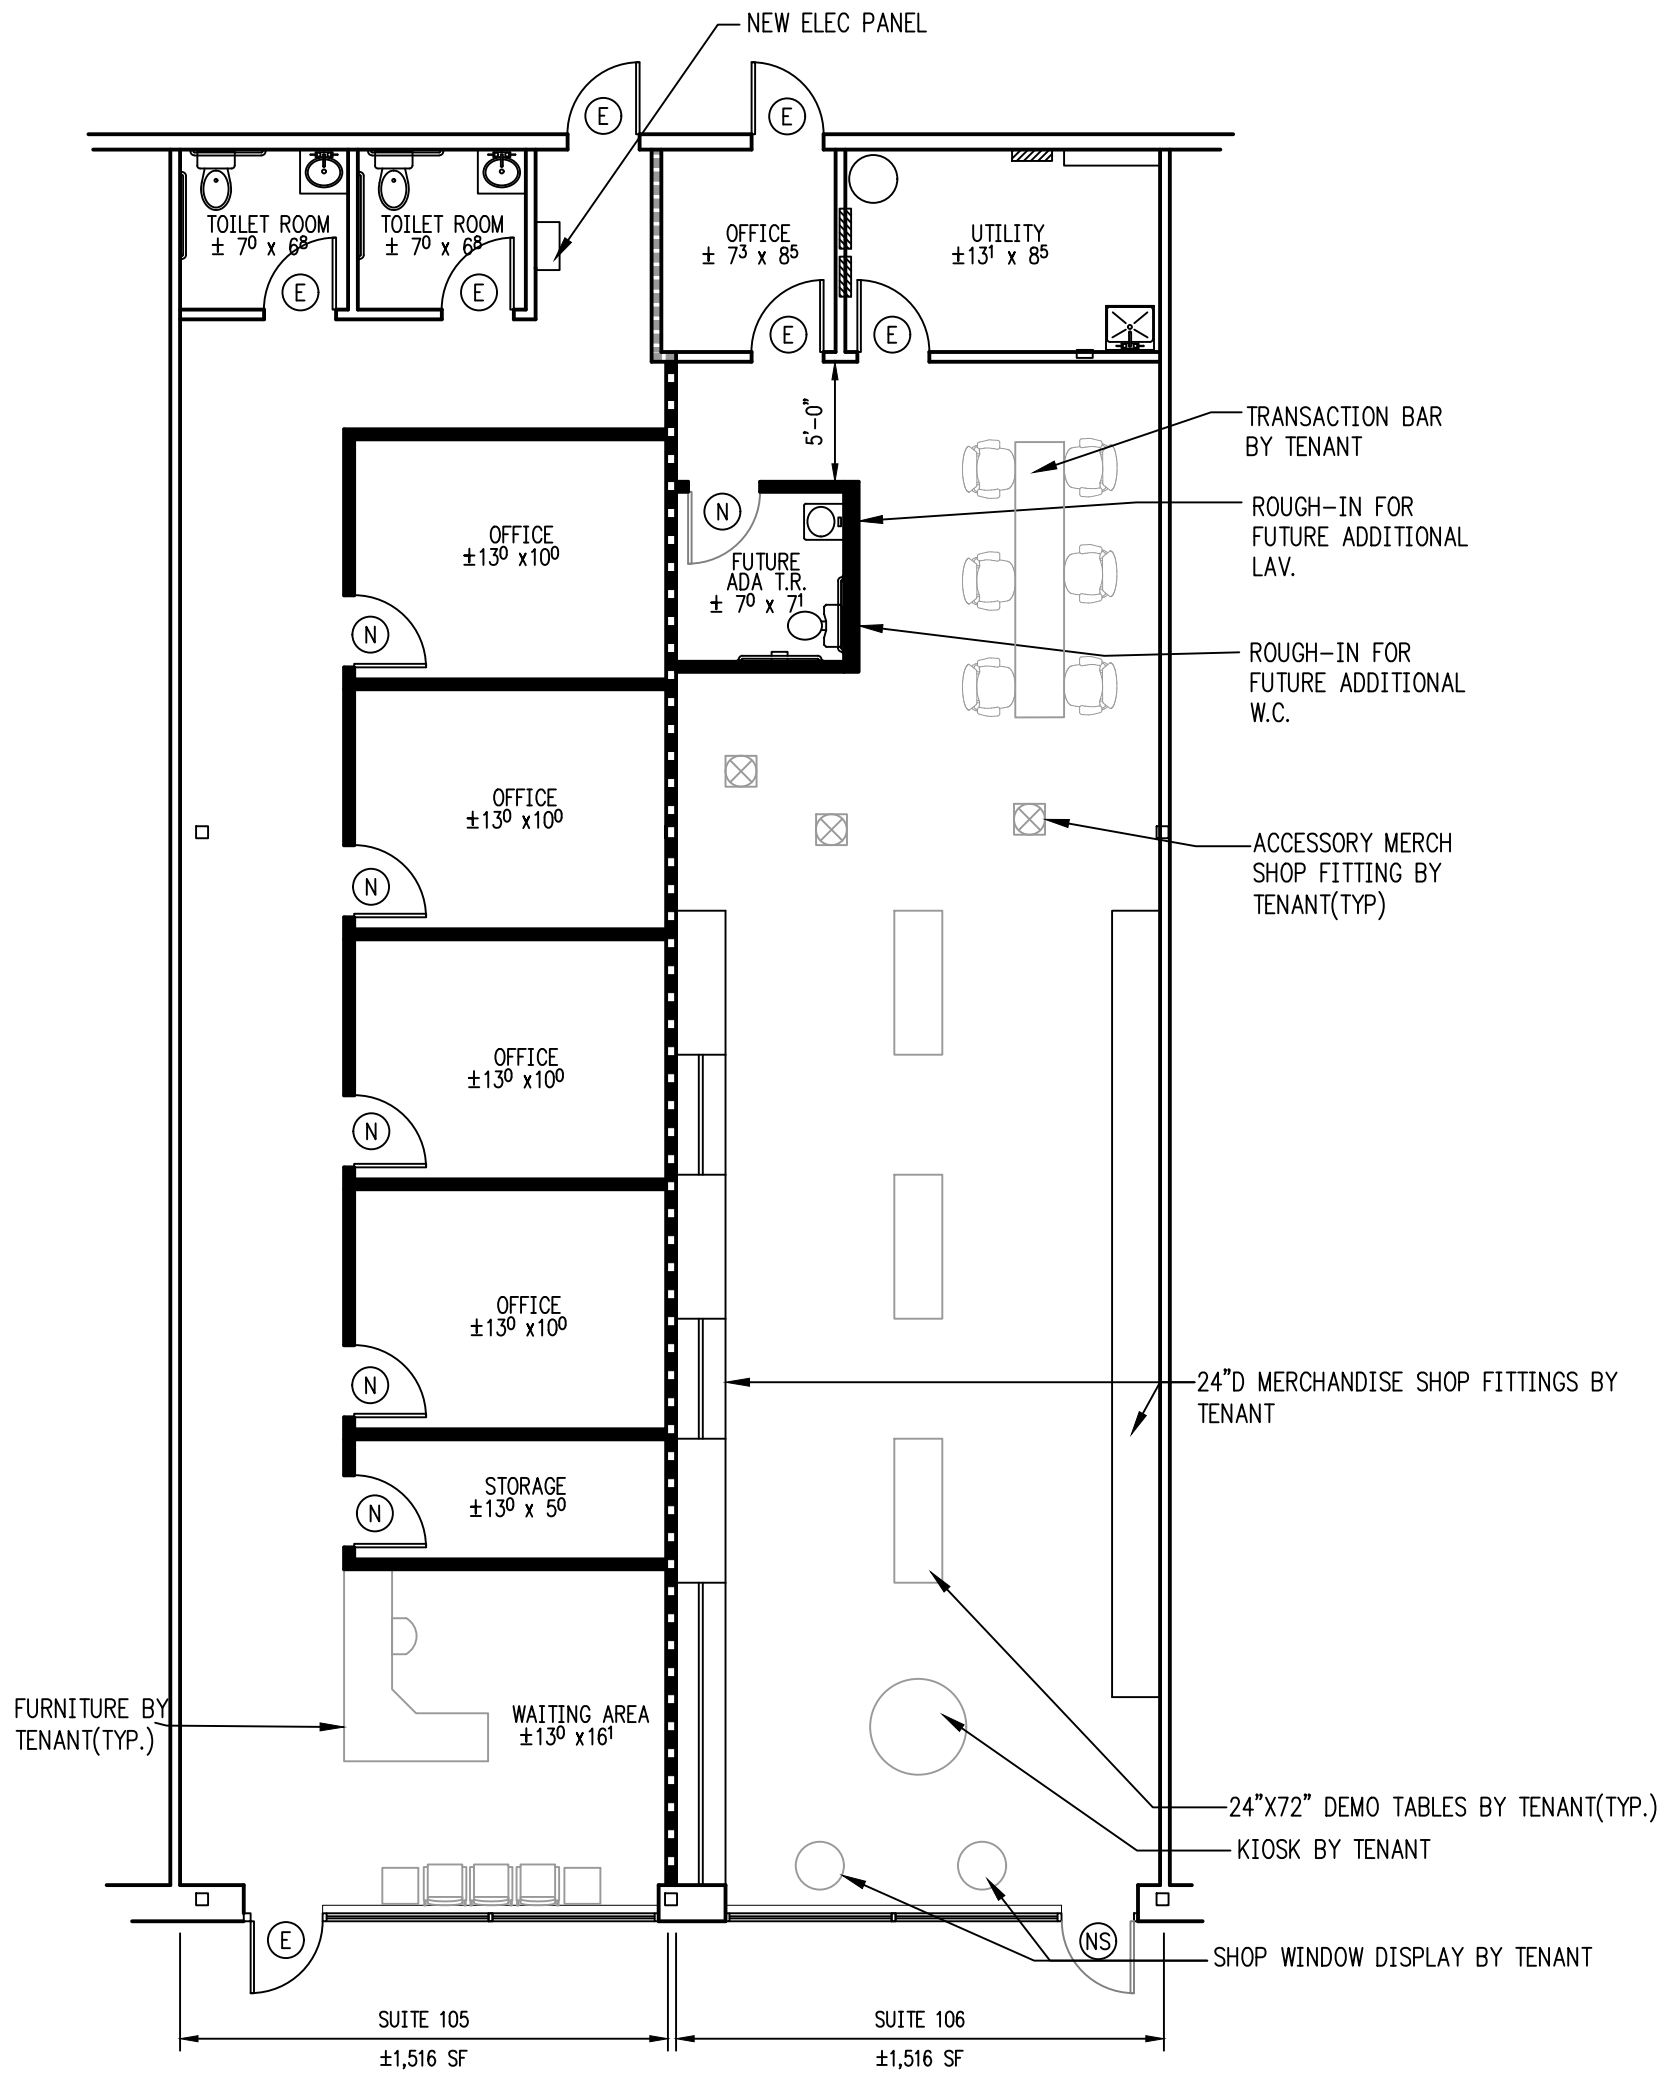 NEW ELEC PANEL
E
E
TOILET ROOM
± 7⁰ x 6⁸
TOILET ROOM
± 7⁰ x 6⁸
OFFICE
± 7³ x 8⁵
UTILITY
±13¹ x 8⁵
E
E
E
E
5'-0"
TRANSACTION BAR
BY TENANT
N
ROUGH-IN FOR
FUTURE ADDITIONAL
LAV.
OFFICE
±13⁰ x10⁰
FUTURE
ADA T.R.
± 7⁰ x 7¹
N
ROUGH-IN FOR
FUTURE ADDITIONAL
W.C.
OFFICE
±13⁰ x10⁰
ACCESSORY MERCH
SHOP FITTING BY
TENANT(TYP)
N
OFFICE
±13⁰ x10⁰
N
OFFICE
±13⁰ x10⁰
N
24"D MERCHANDISE SHOP FITTINGS BY
TENANT
STORAGE
±13⁰ x 5⁰
N
FURNITURE BY
TENANT(TYP.)
WAITING AREA
±13⁰ x16¹
24"X72" DEMO TABLES BY TENANT(TYP.)
KIOSK BY TENANT
E
NS
SHOP WINDOW DISPLAY BY TENANT
SUITE 105
±1,516 SF
SUITE 106
±1,516 SF